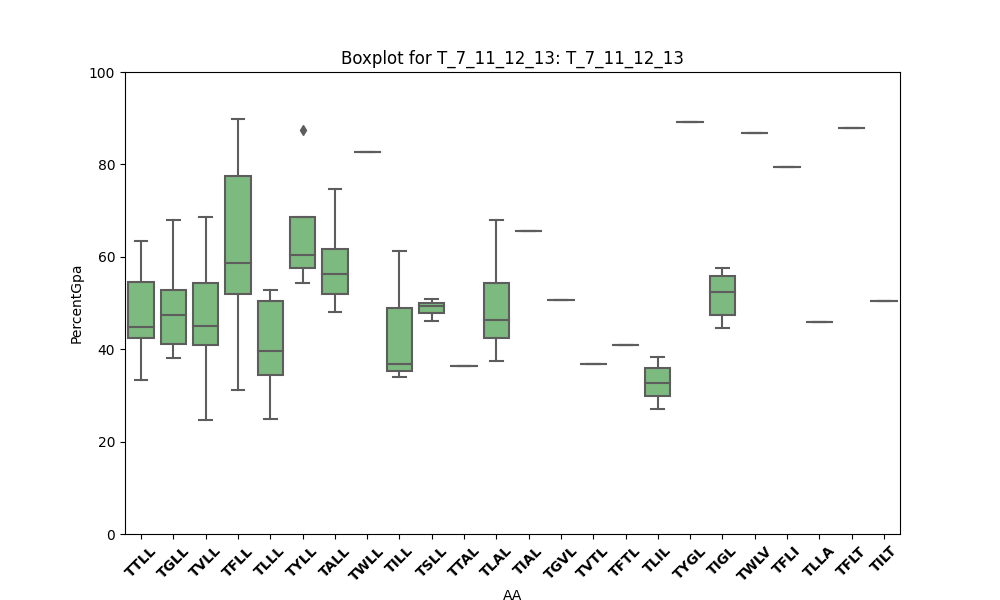 Boxplot for T_7_11_12_13: T_7_11_12_13
100
80
60
40
20
0
PercentGpa
TTLL TGLL TVLL TFLL TLLL TYLL TALL TWLL TILL TSLL TTAL TLAL TIAL TGVL TVTL TFTL TLIL TYGL TIGL TWLV TFLI TLLA TFLT TILT
AA